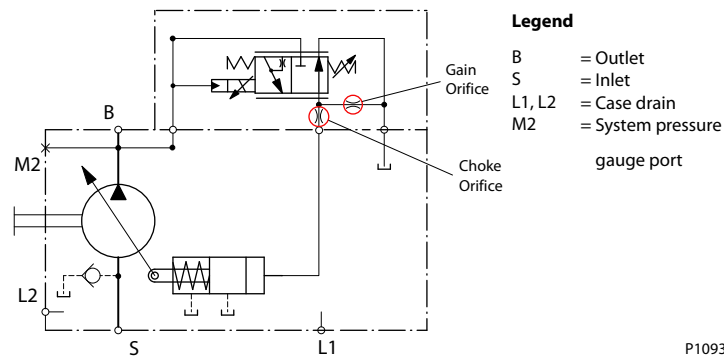 Legend
B = Outlet
S = Inlet
L1, L2 = Case drain
M2 = System pressure
gauge port
Gain
Orifice
B
M2
Choke
Orifice
L2
S
L1
P1093